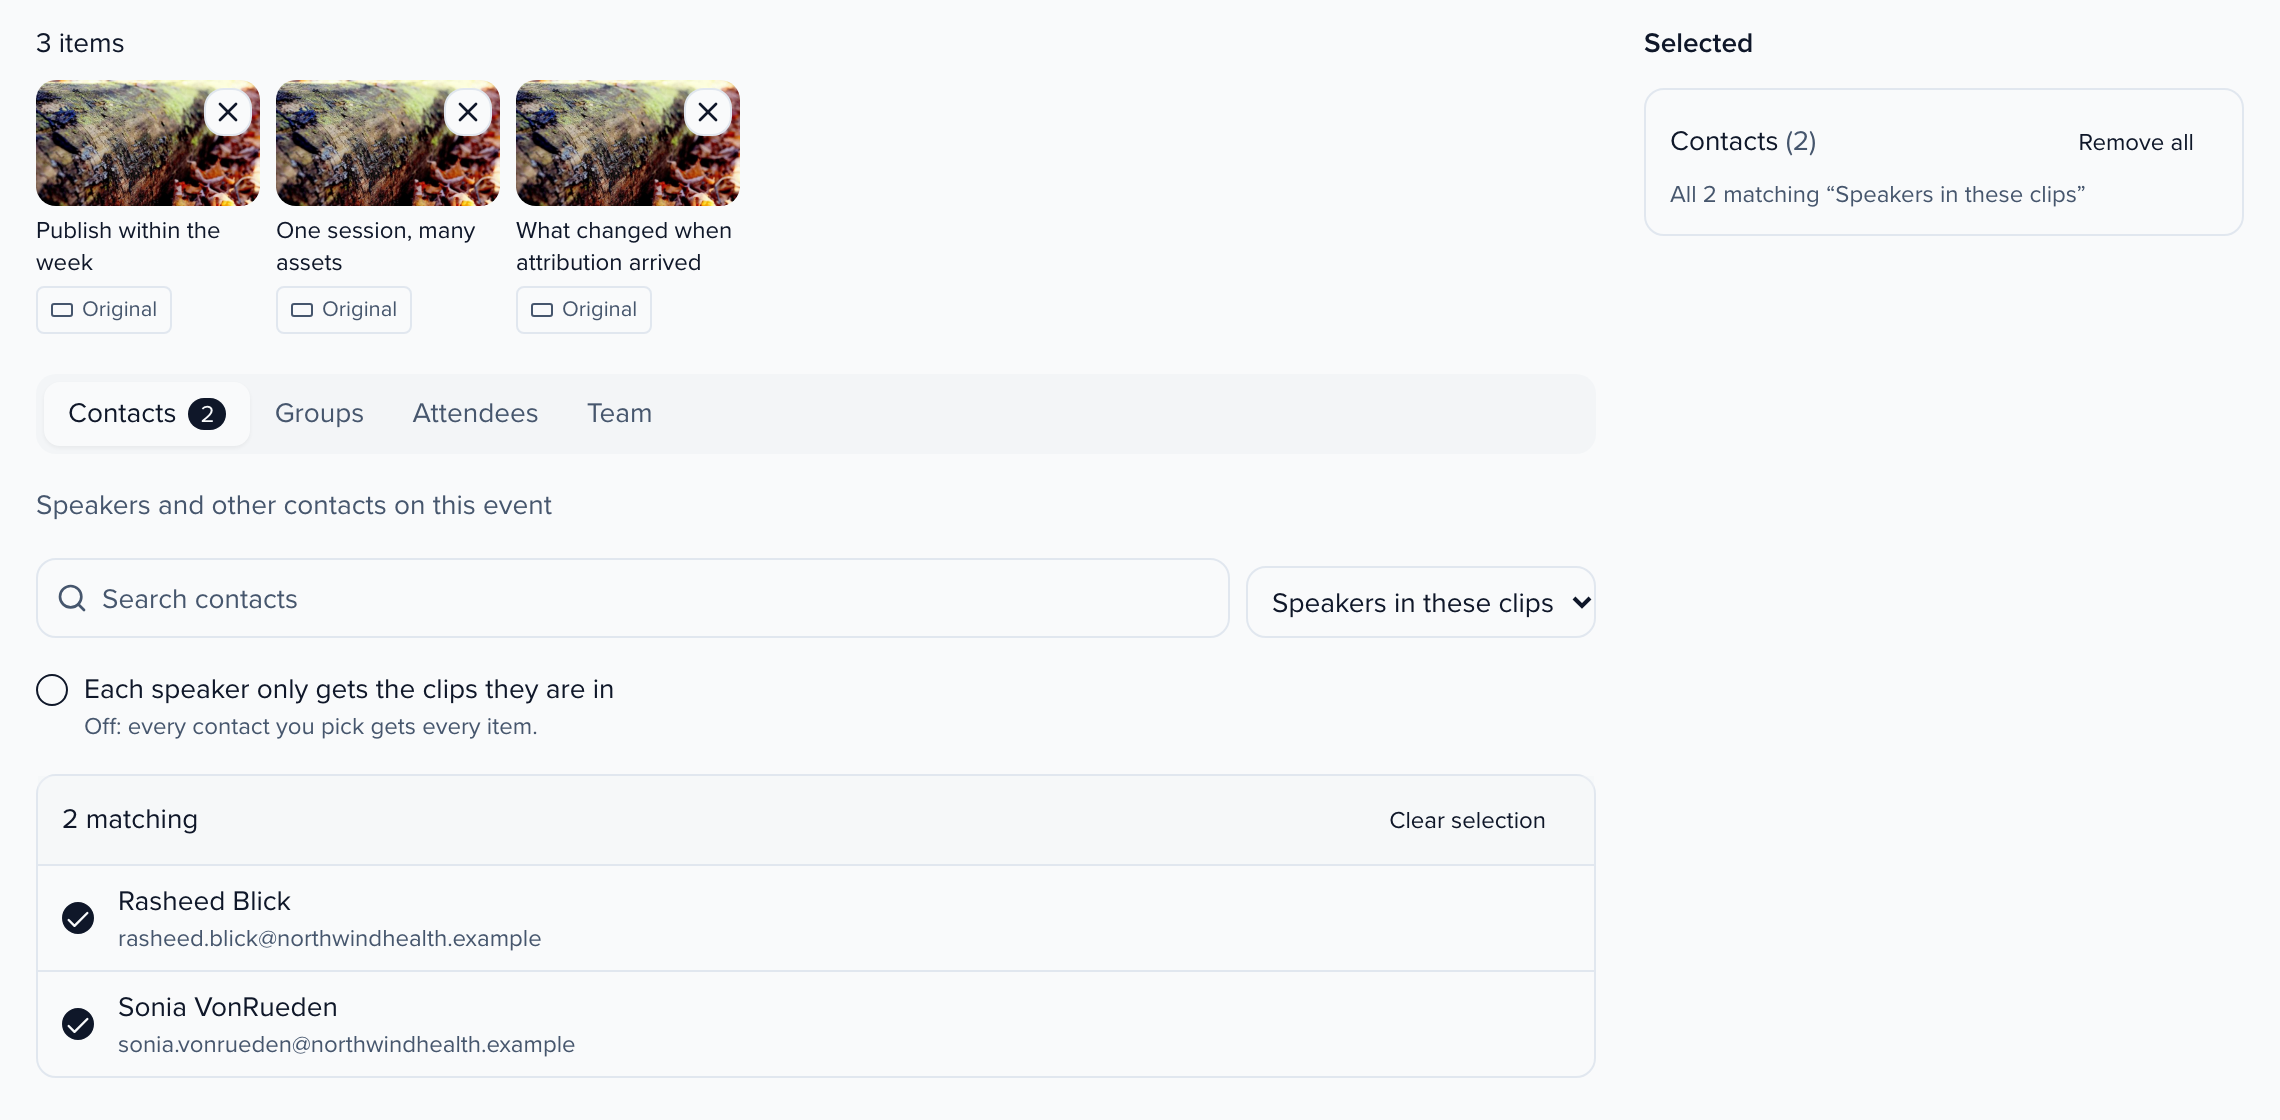 3 items
Publish within the
week
Original
One session, many
assets
Original
What changed when
attribution arrived
Original
Contacts 2
Groups
Attendees
Team
Speakers and other contacts on this event
Search contacts
Speakers in these clips
Each speaker only gets the clips they are in
Off: every contact you pick gets every item.
2 matching
Clear selection
Rasheed Blick
rasheed.blick@northwindhealth.example
Sonia VonRueden
sonia.vonrueden@northwindhealth.example
Selected
Contacts (2)
Remove all
All 2 matching “Speakers in these clips”